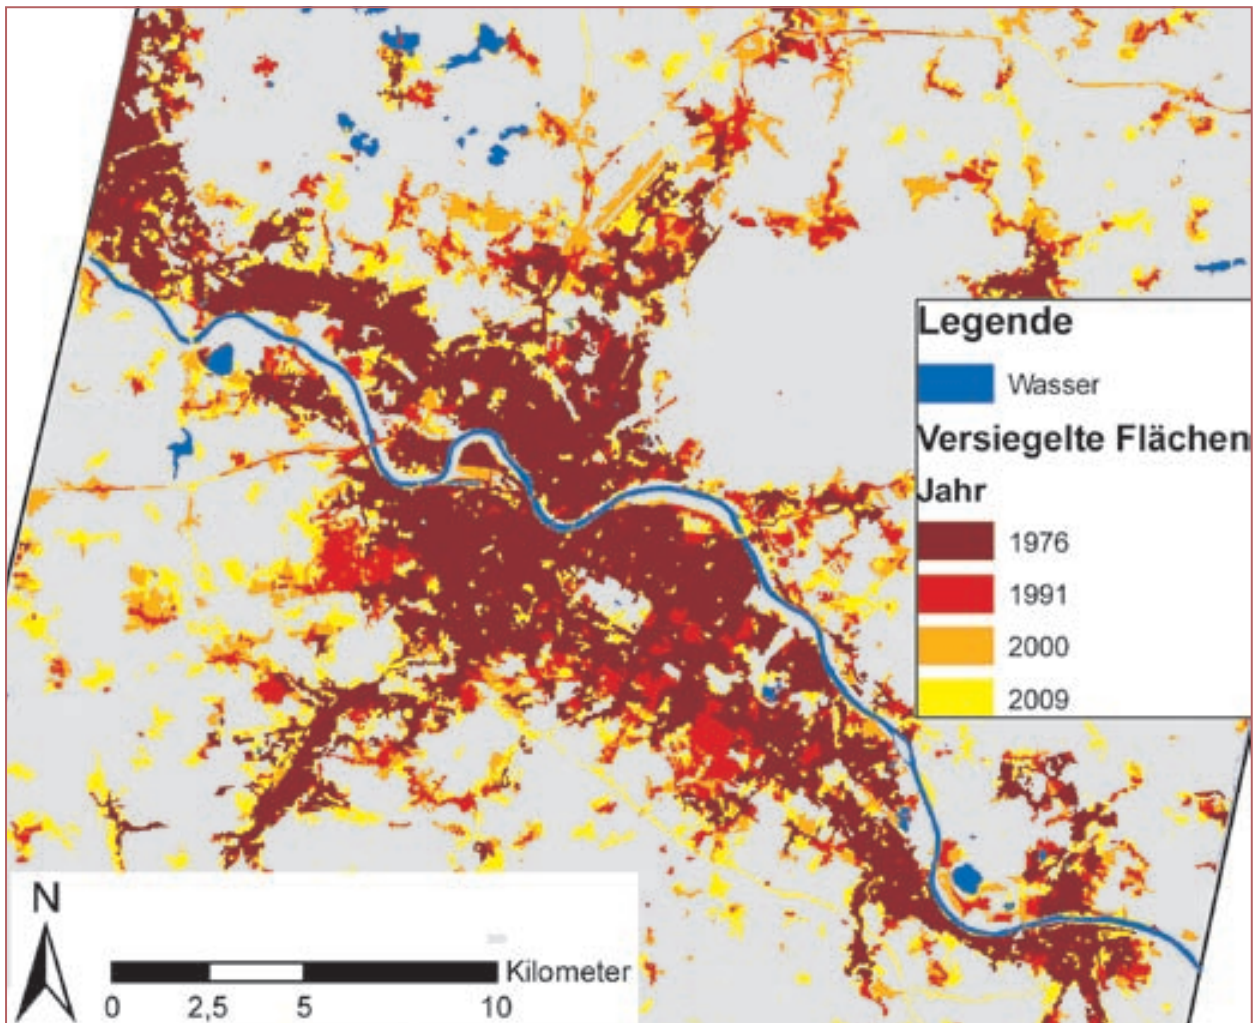 Legende
Wasser
Versiegelte Flächen
Jahr
1976
1991
2000
2009
N
Kilometer
0 2,5 5 10